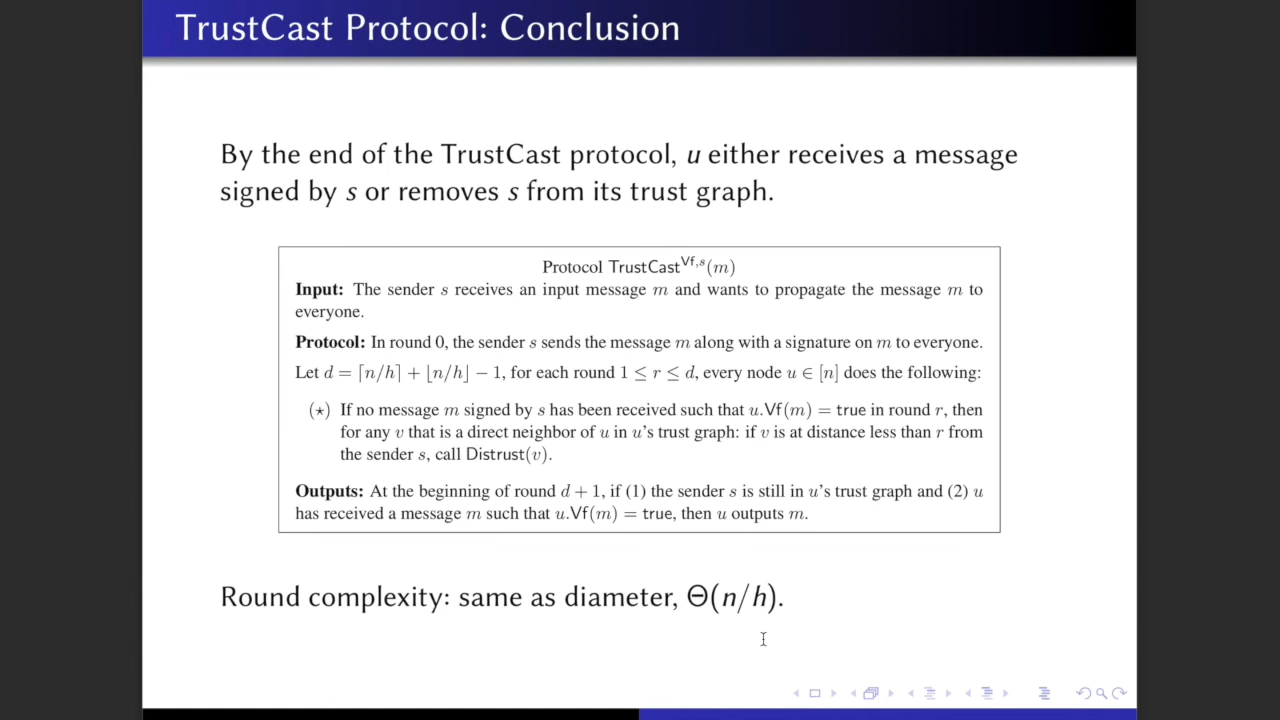 TrustCast Protocol: Conclusion
By the end of the TrustCast protocol, u either receives a message
signed by s or removes s from its trust graph.
Protocol TrustCast^{Vf,s}(m)
Input: The sender s receives an input message m and wants to propagate the message m to
everyone.
Protocol: In round 0, the sender s sends the message m along with a signature on m to everyone.
Let d = ⌈n/h⌉ + ⌊n/h⌋ − 1, for each round 1 ≤ r ≤ d, every node u ∈ [n] does the following:
(⋆) If no message m signed by s has been received such that u.Vf(m) = true in round r, then
for any v that is a direct neighbor of u in u's trust graph: if v is at distance less than r from
the sender s, call Distrust(v).
Outputs: At the beginning of round d + 1, if (1) the sender s is still in u's trust graph and (2) u
has received a message m such that u.Vf(m) = true, then u outputs m.
Round complexity: same as diameter, Θ(n/h).